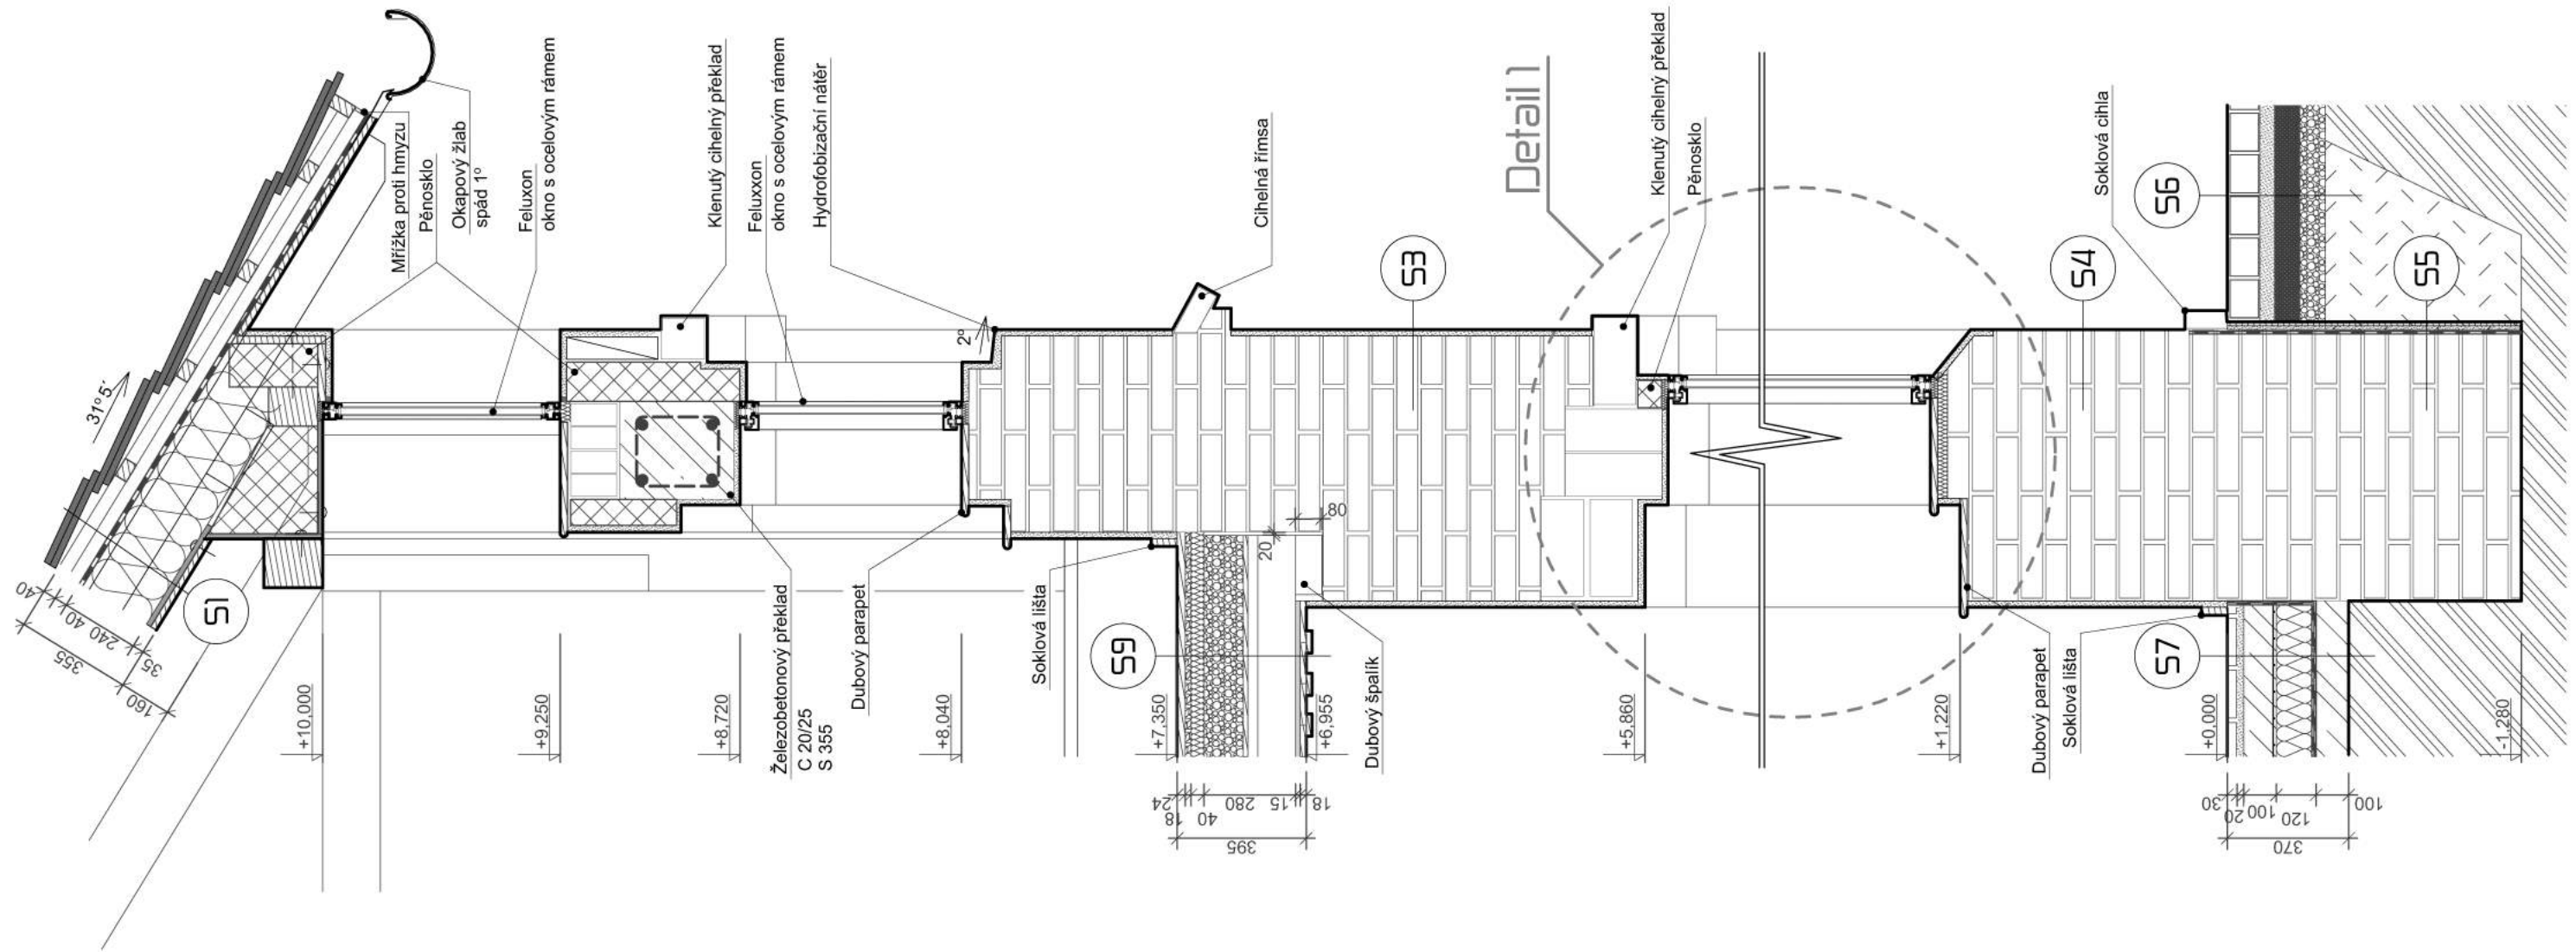 Mřížka proti hmyzu
Pěnosklo
Okapový žlab
spád 1°
Feluxon
okno s ocelovým rámem
Klenutý cihelný překlad
Feluxxon
okno s ocelovým rámem
Hydrofobizační nátěr
Cihelná římsa
Detail 1
Klenutý cihelný překlad
Pěnosklo
Soklová cihla
31° 5´
2°
S1
S3
S4
S5
S6
S7
S9
80
20
40
40
240
35
355
160
+10,000
+9,250
+8,720
Železobetonový překlad
C 20/25
S 355
Dubový parapet
+8,040
Soklová lišta
+7,350
+6,955
Dubový špalík
+5,860
+1,220
Dubový parapet
Soklová lišta
+0,000
-1,280
24
18
40
280
15
18
395
30
20
100
120
100
370